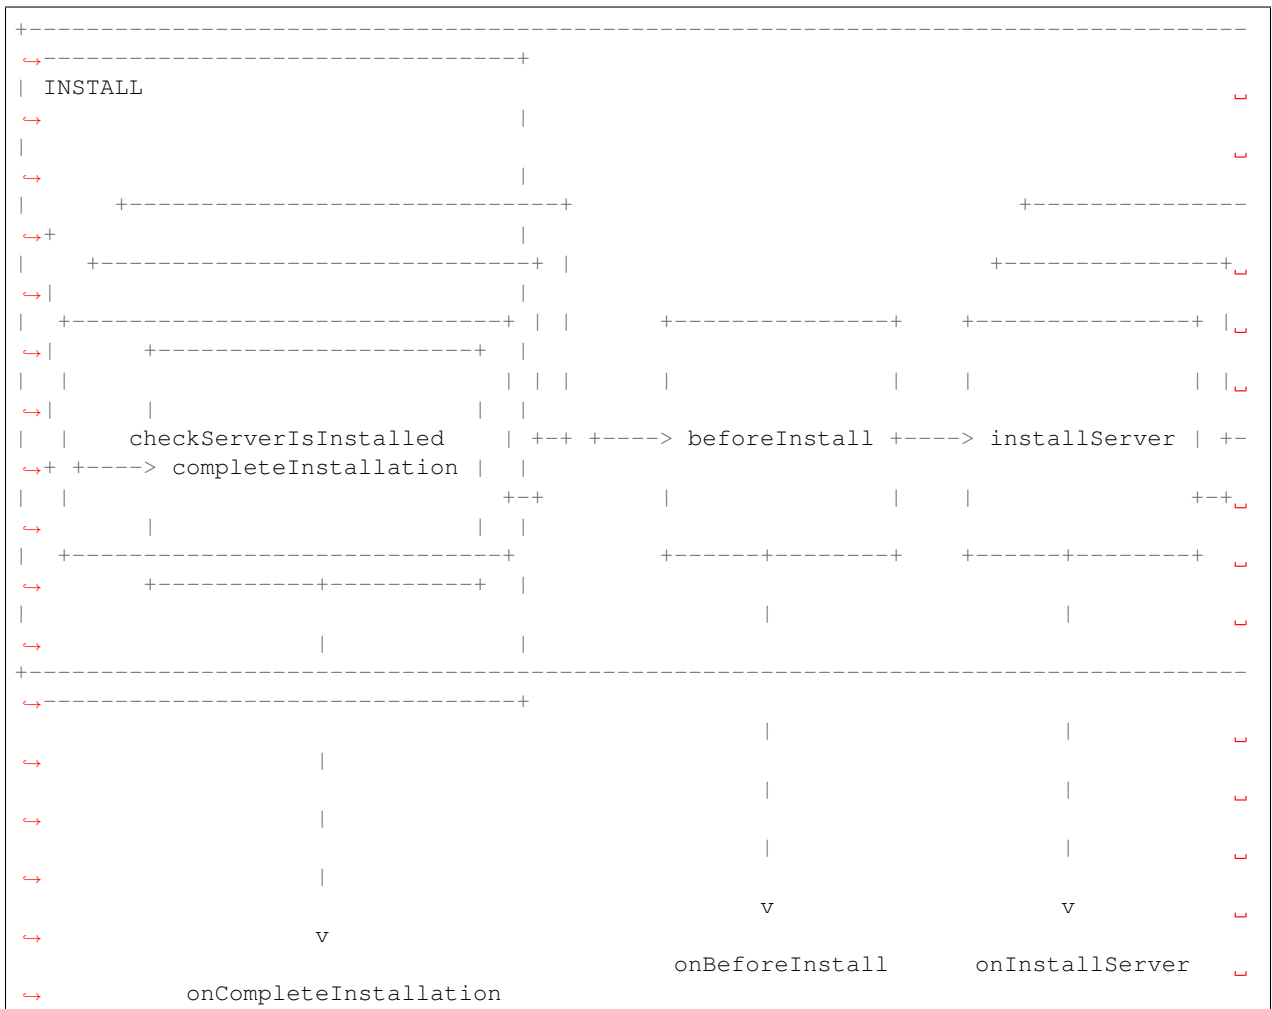 +-------------------------------------------------------------------------------------
↪---------------------------------+
| INSTALL                                                                            ␣
↪                                 |
|                                                                                    ␣
↪                                 |
|      +------------------------------+                               +---------------
↪+                                |
|    +------------------------------+ |                             +---------------+␣
↪|                                |
|  +------------------------------+ | |      +---------------+    +---------------+ |␣
↪|      +----------------------+  |
|  |                              | | |      |               |    |               | |␣
↪|      |                      |  |
|  |    checkServerIsInstalled    | +-+ +----> beforeInstall +----> installServer | +-
↪+ +----> completeInstallation |  |
|  |                              +-+        |               |    |               +-+␣
↪       |                      |  |
|  +------------------------------+          +------+--------+    +------+--------+  ␣
↪       +-----------+----------+  |
|                                                   |                    |           ␣
↪                   |             |
+-------------------------------------------------------------------------------------
↪---------------------------------+
                                                    |                    |           ␣
↪                   |
                                                    |                    |           ␣
↪                   |
                                                    |                    |           ␣
↪                   |
                                                    v                    v           ␣
↪                   v
                                              onBeforeInstall      onInstallServer   ␣
↪          onCompleteInstallation